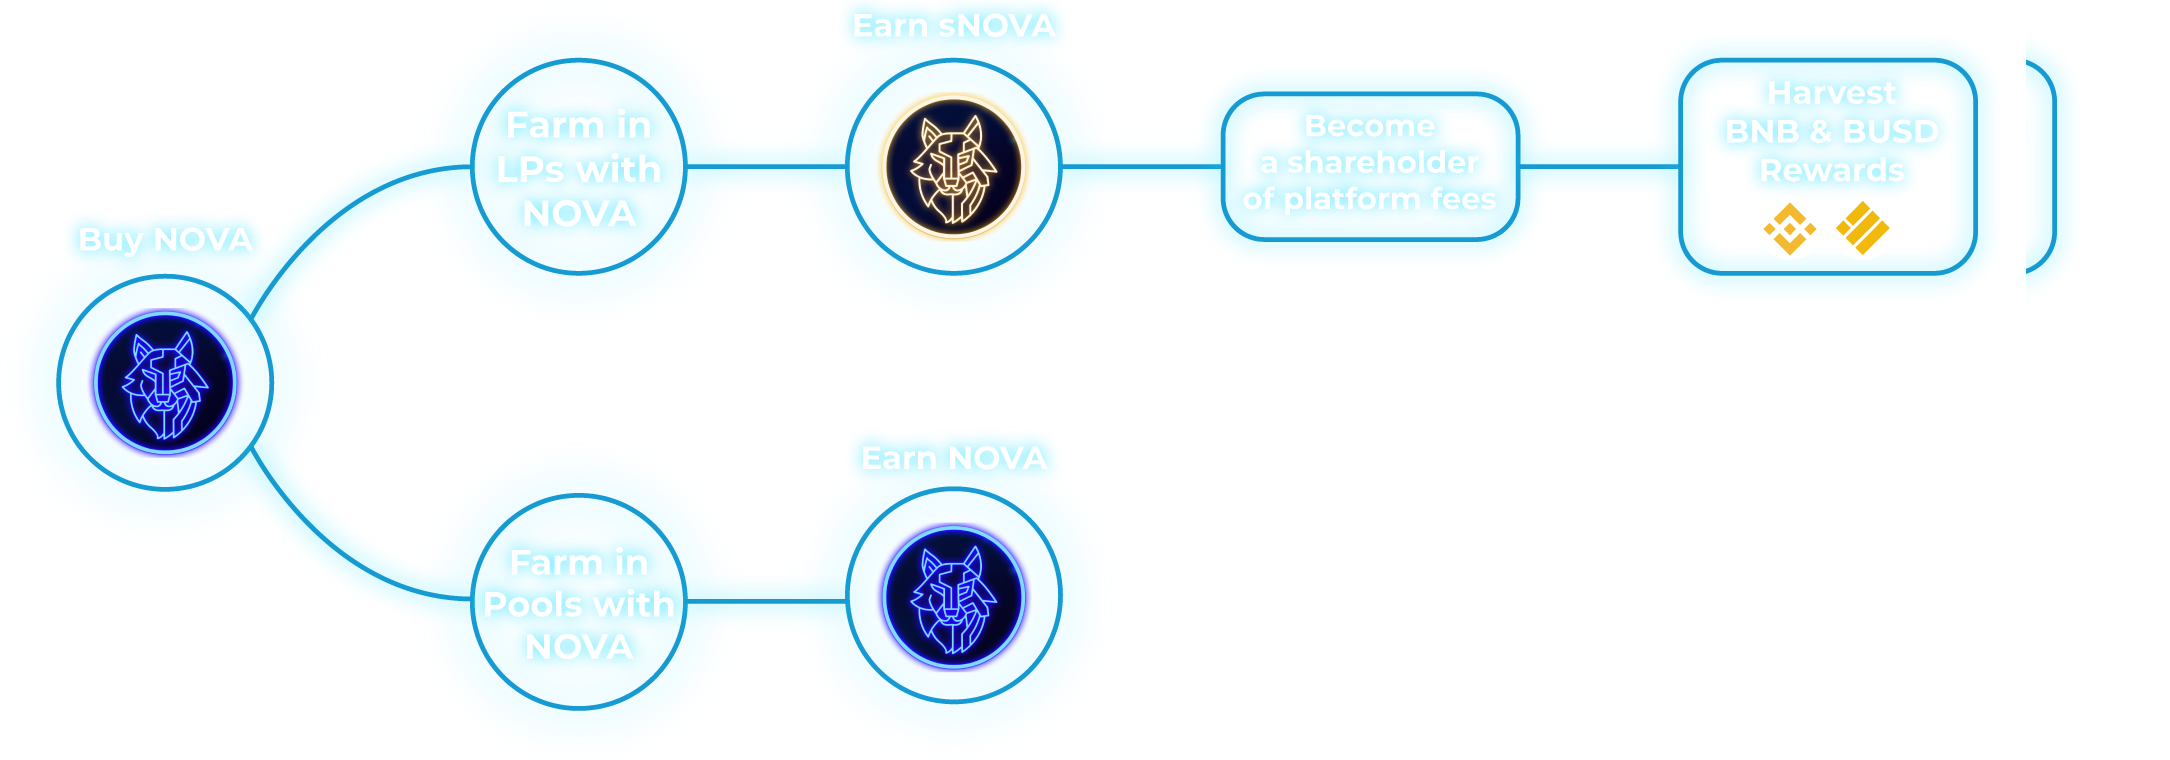 Buy NOVA
Farm in
LPs with
NOVA
Earn sNOVA
Become
a shareholder
of platform fees
Harvest
BNB & BUSD
Rewards
Farm in
Pools with
NOVA
Earn NOVA